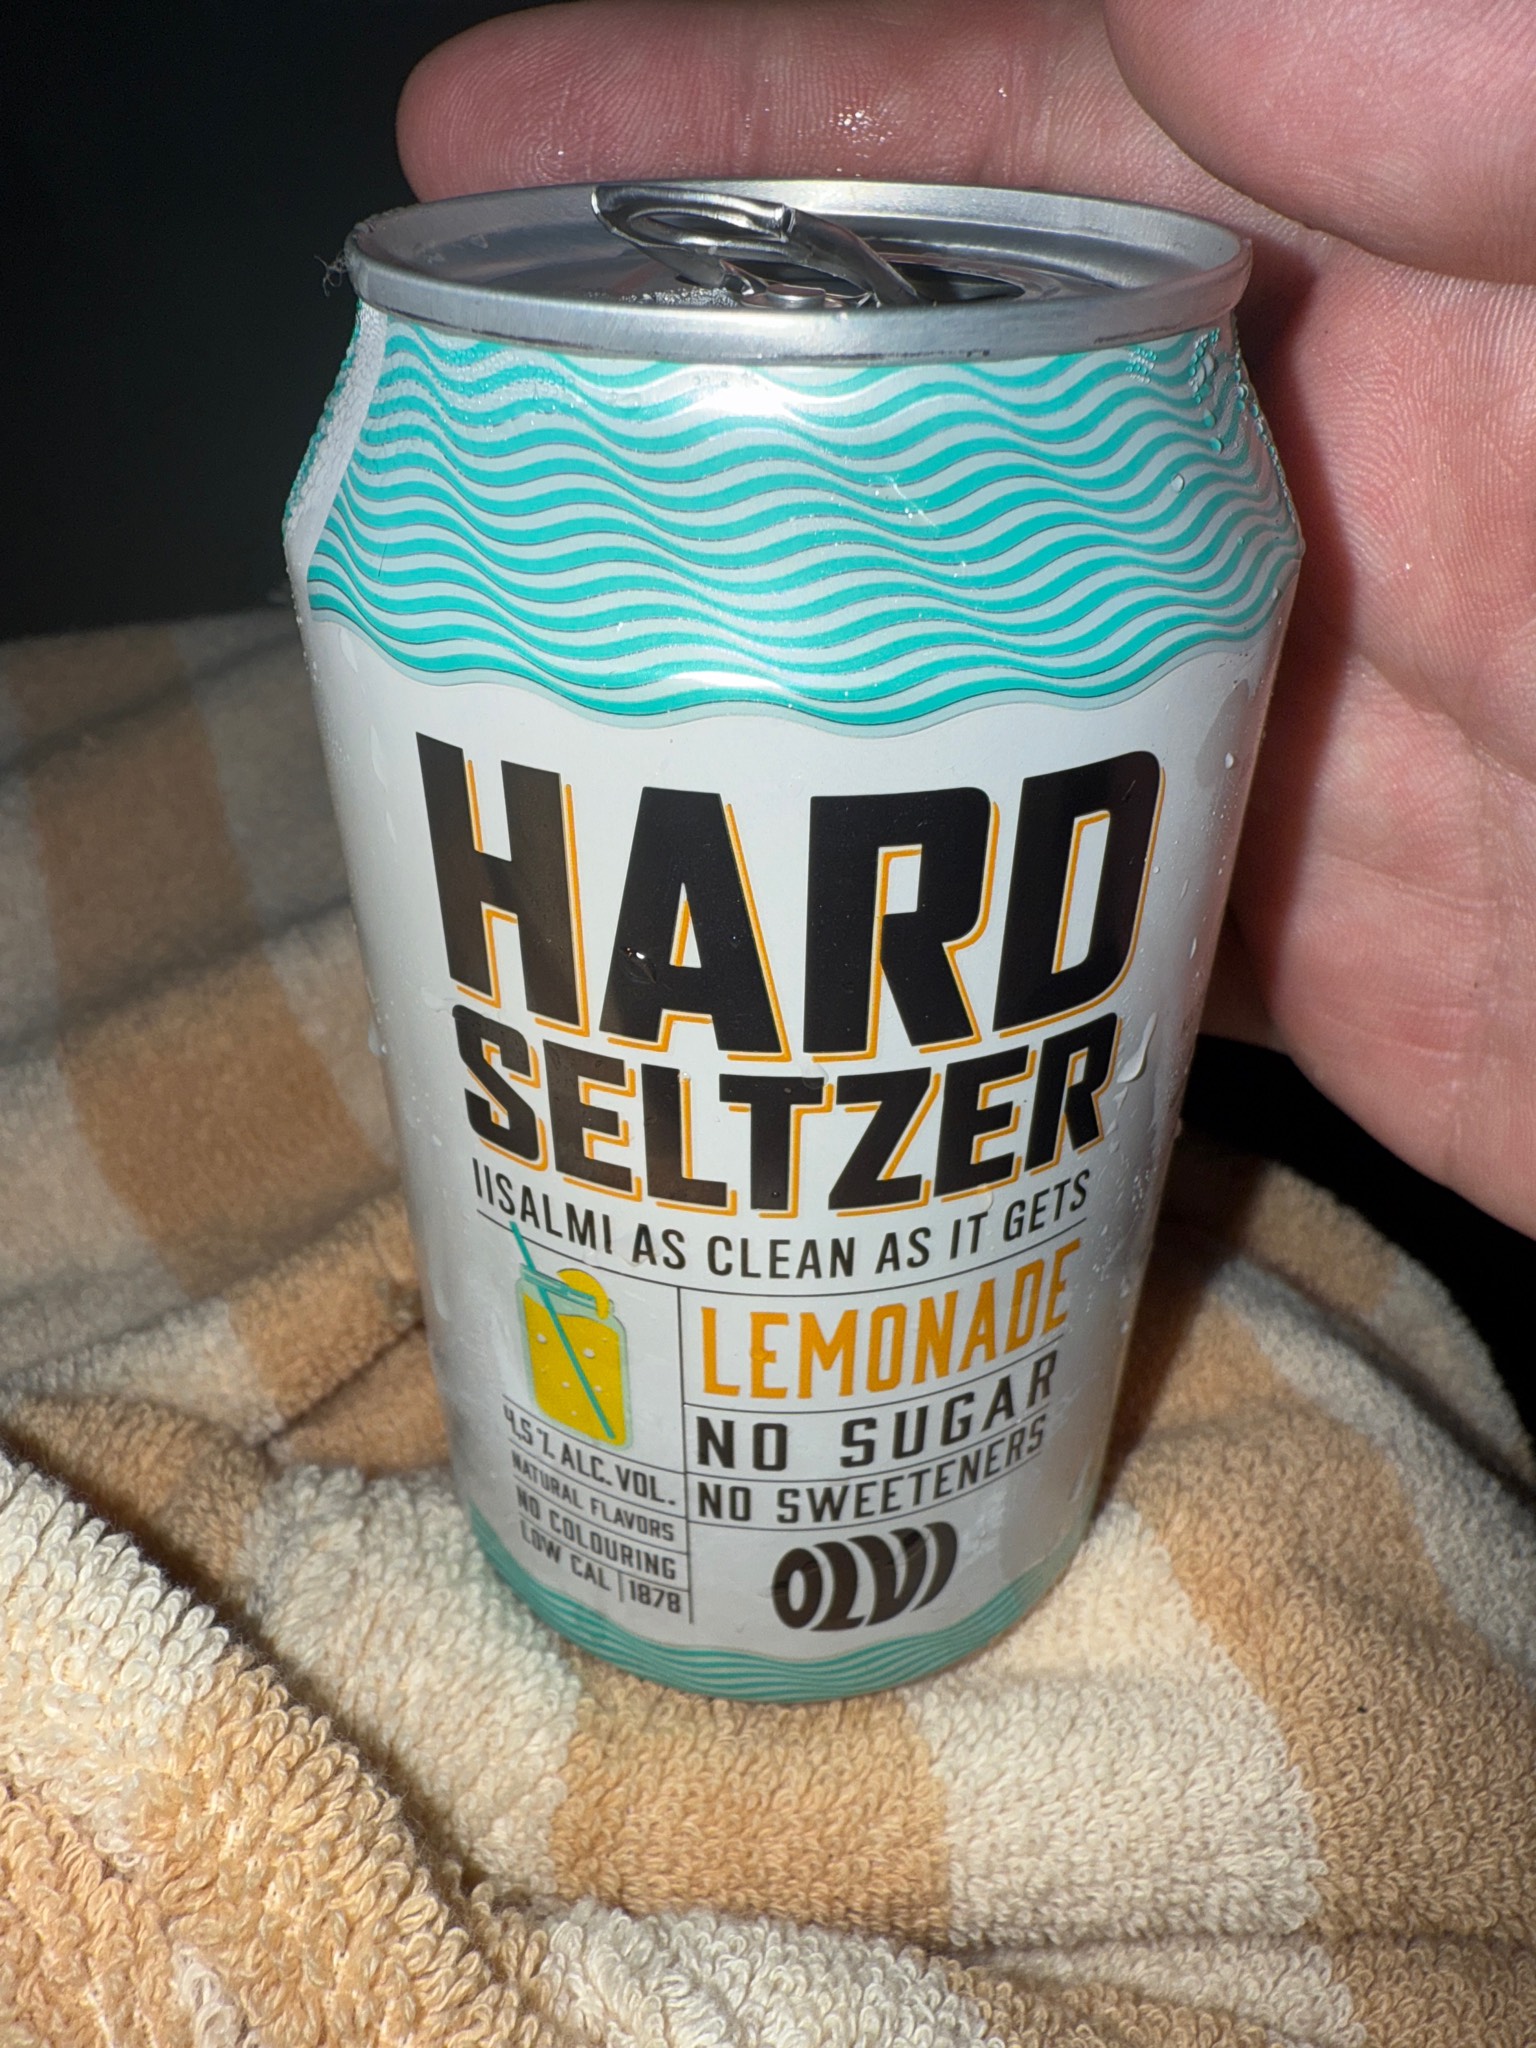 HARD
SELTZER
IISALMI AS CLEAN AS IT GETS
LEMONADE
NO SUGAR
NO SWEETENERS
4,5% ALC. VOL.
NATURAL FLAVORS
NO COLOURING
LOW CAL | 1878
OLVI